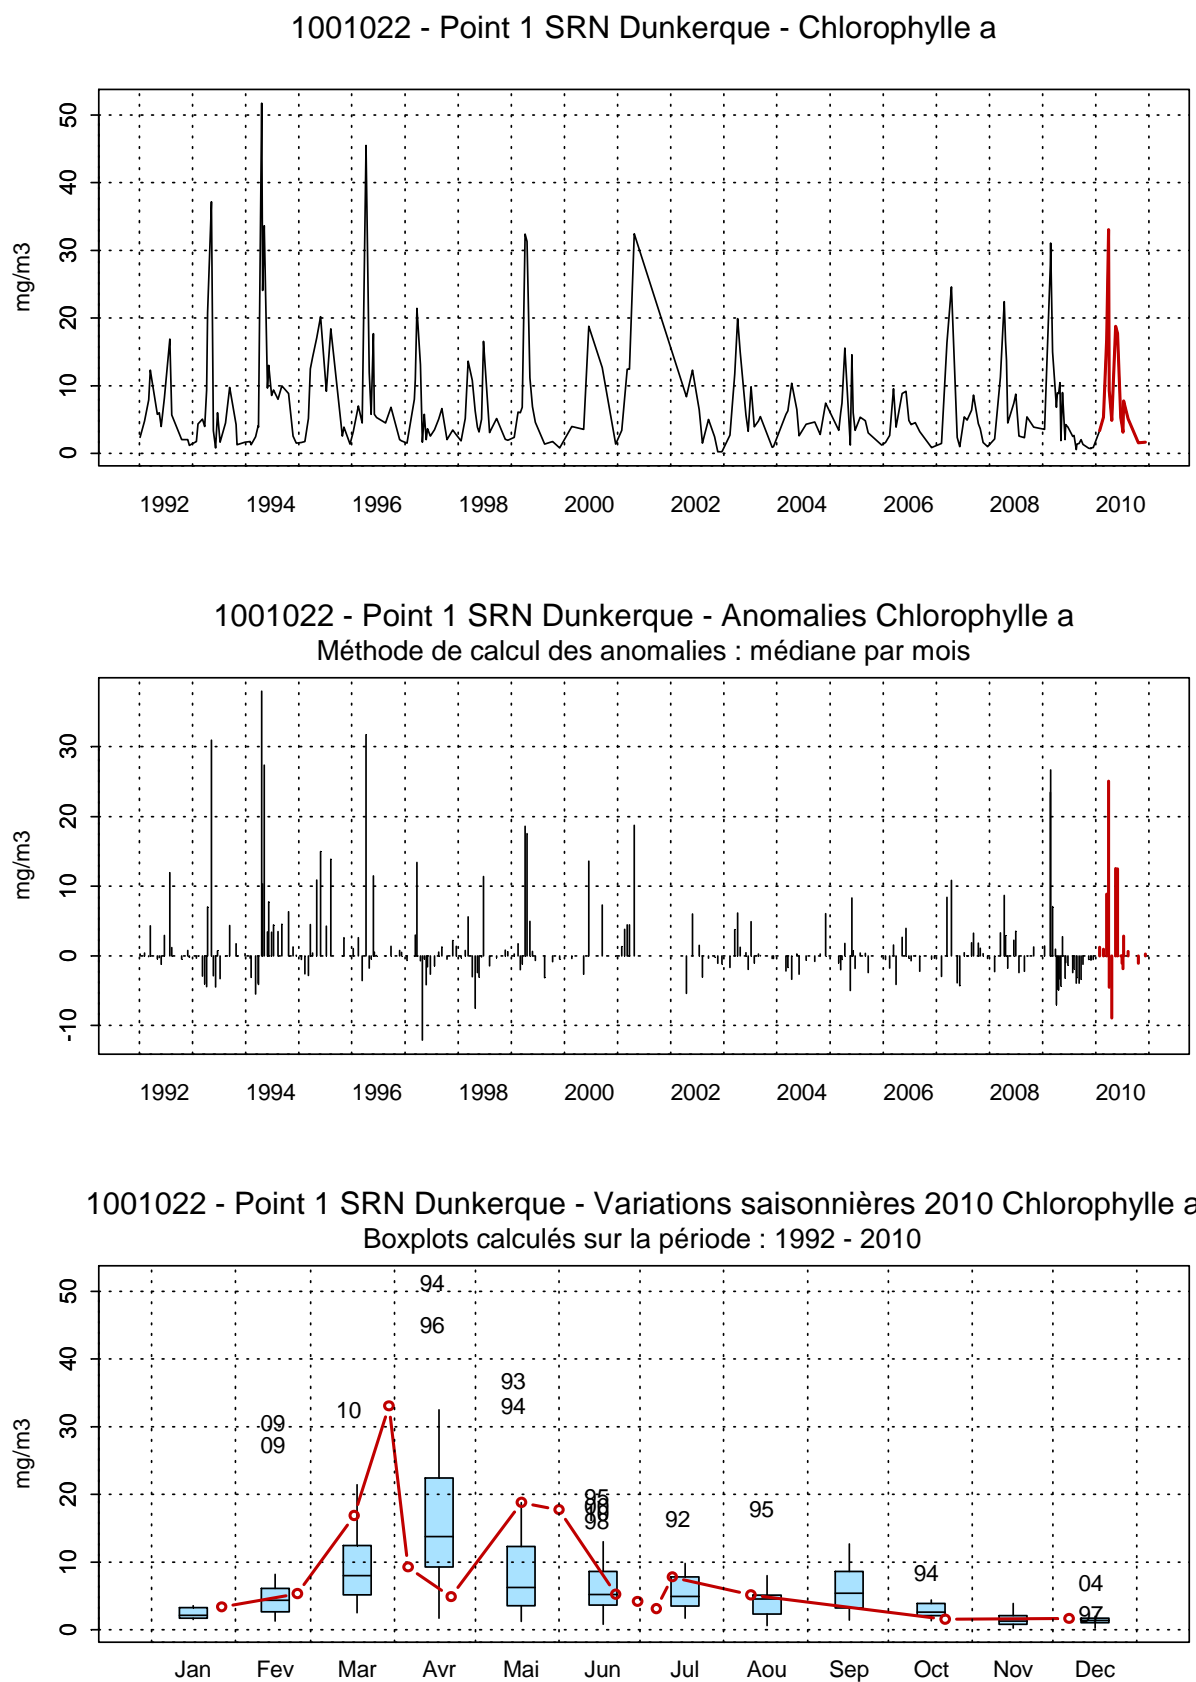 1001022 - Point 1 SRN Dunkerque - Chlorophylle a
50
40
30
20
10
0
mg/m3
1992 1994 1996 1998 2000 2002 2004 2006 2008 2010
1001022 - Point 1 SRN Dunkerque - Anomalies Chlorophylle a
Méthode de calcul des anomalies : médiane par mois
30
20
10
0
-10
mg/m3
1992 1994 1996 1998 2000 2002 2004 2006 2008 2010
1001022 - Point 1 SRN Dunkerque - Variations saisonnières 2010 Chlorophylle a
Boxplots calculés sur la période : 1992 - 2010
50
40
30
20
10
0
mg/m3
94
96
93
94
10
09
09
95
98
92
95
94
04
97
Jan Fev Mar Avr Mai Jun Jul Aou Sep Oct Nov Dec